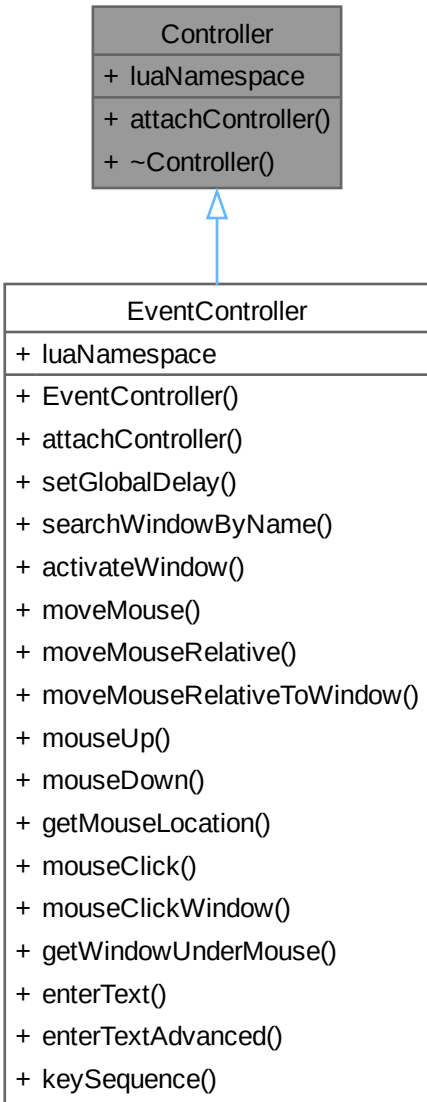 Controller
+ luaNamespace
+ attachController()
+ ~Controller()
EventController
+ luaNamespace
+ EventController()
+ attachController()
+ setGlobalDelay()
+ searchWindowByName()
+ activateWindow()
+ moveMouse()
+ moveMouseRelative()
+ moveMouseRelativeToWindow()
+ mouseUp()
+ mouseDown()
+ getMouseLocation()
+ mouseClick()
+ mouseClickWindow()
+ getWindowUnderMouse()
+ enterText()
+ enterTextAdvanced()
+ keySequence()